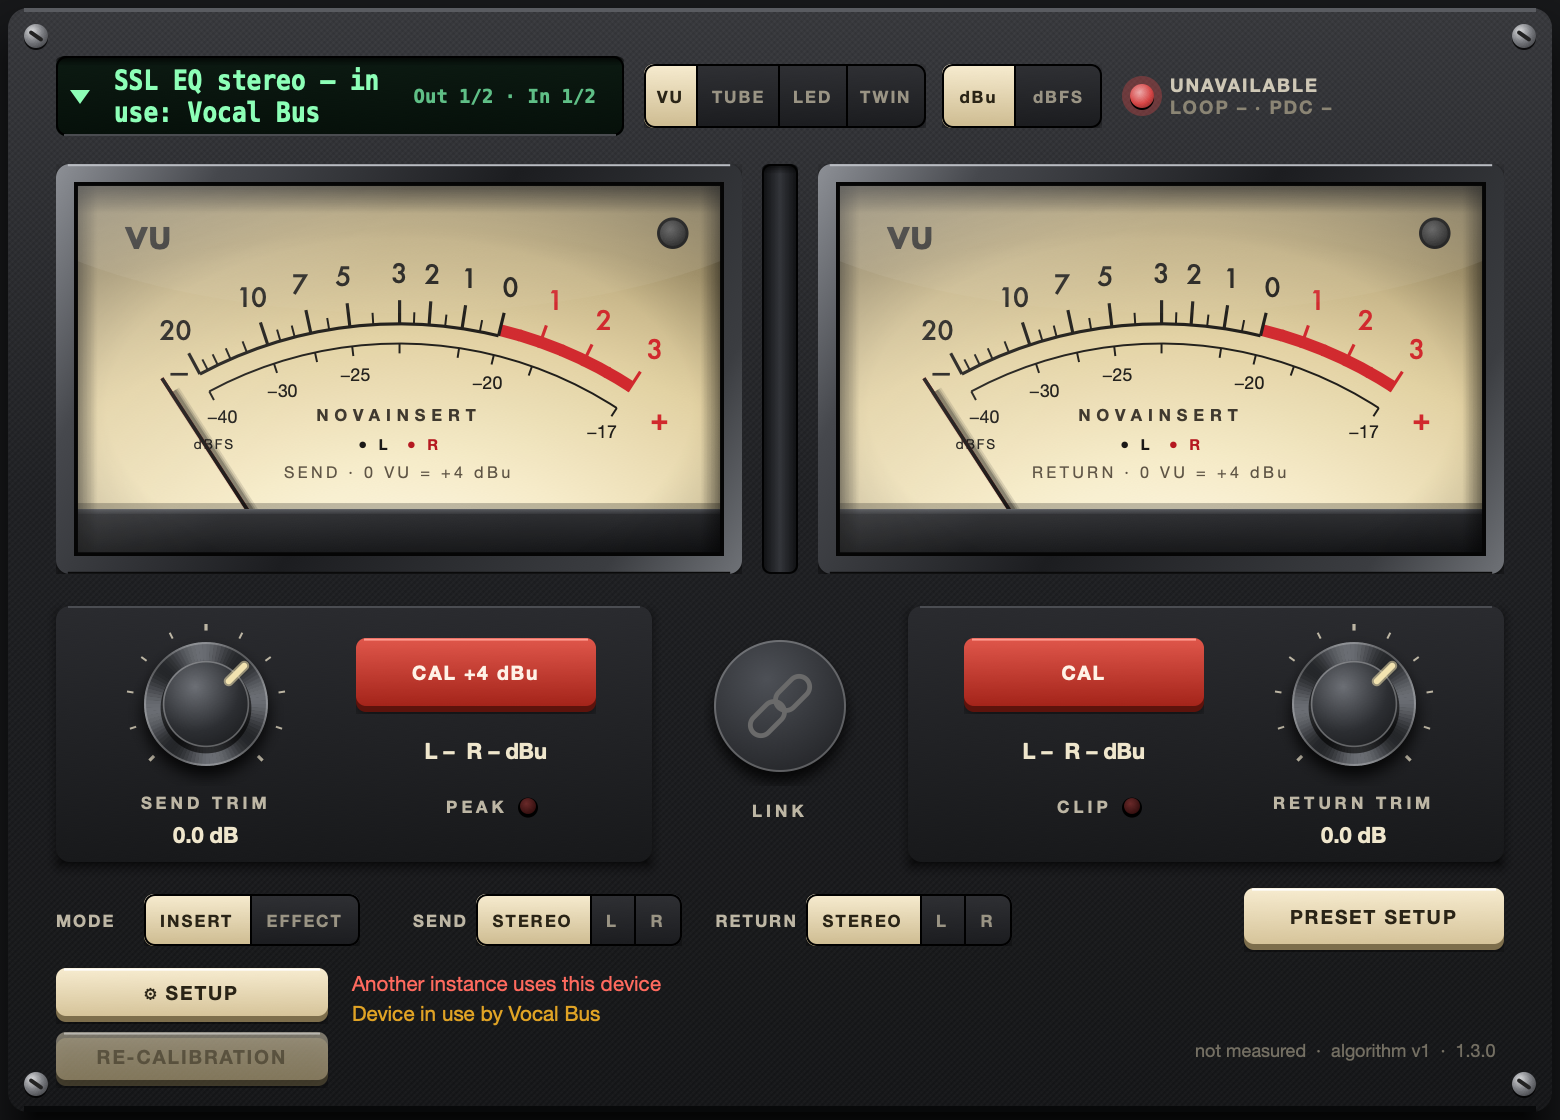 SSL EQ stereo – in
use: Vocal Bus
Out 1/2 · In 1/2
VU TUBE LED TWIN
dBu dBFS
UNAVAILABLE
LOOP – · PDC –
VU
20 10 7 5 3 2 1 0 1 2 3
– +
–40 –30 –25 –20 –17
dBFS
NOVAINSERT
• L • R
SEND · 0 VU = +4 dBu
VU
20 10 7 5 3 2 1 0 1 2 3
– +
–40 –30 –25 –20 –17
dBFS
NOVAINSERT
• L • R
RETURN · 0 VU = +4 dBu
CAL +4 dBu
L – R – dBu
PEAK
SEND TRIM
0.0 dB
LINK
CAL
L – R – dBu
CLIP
RETURN TRIM
0.0 dB
MODE INSERT EFFECT
SEND STEREO L R
RETURN STEREO L R
PRESET SETUP
⚙ SETUP
Another instance uses this device
Device in use by Vocal Bus
RE-CALIBRATION
not measured · algorithm v1 · 1.3.0